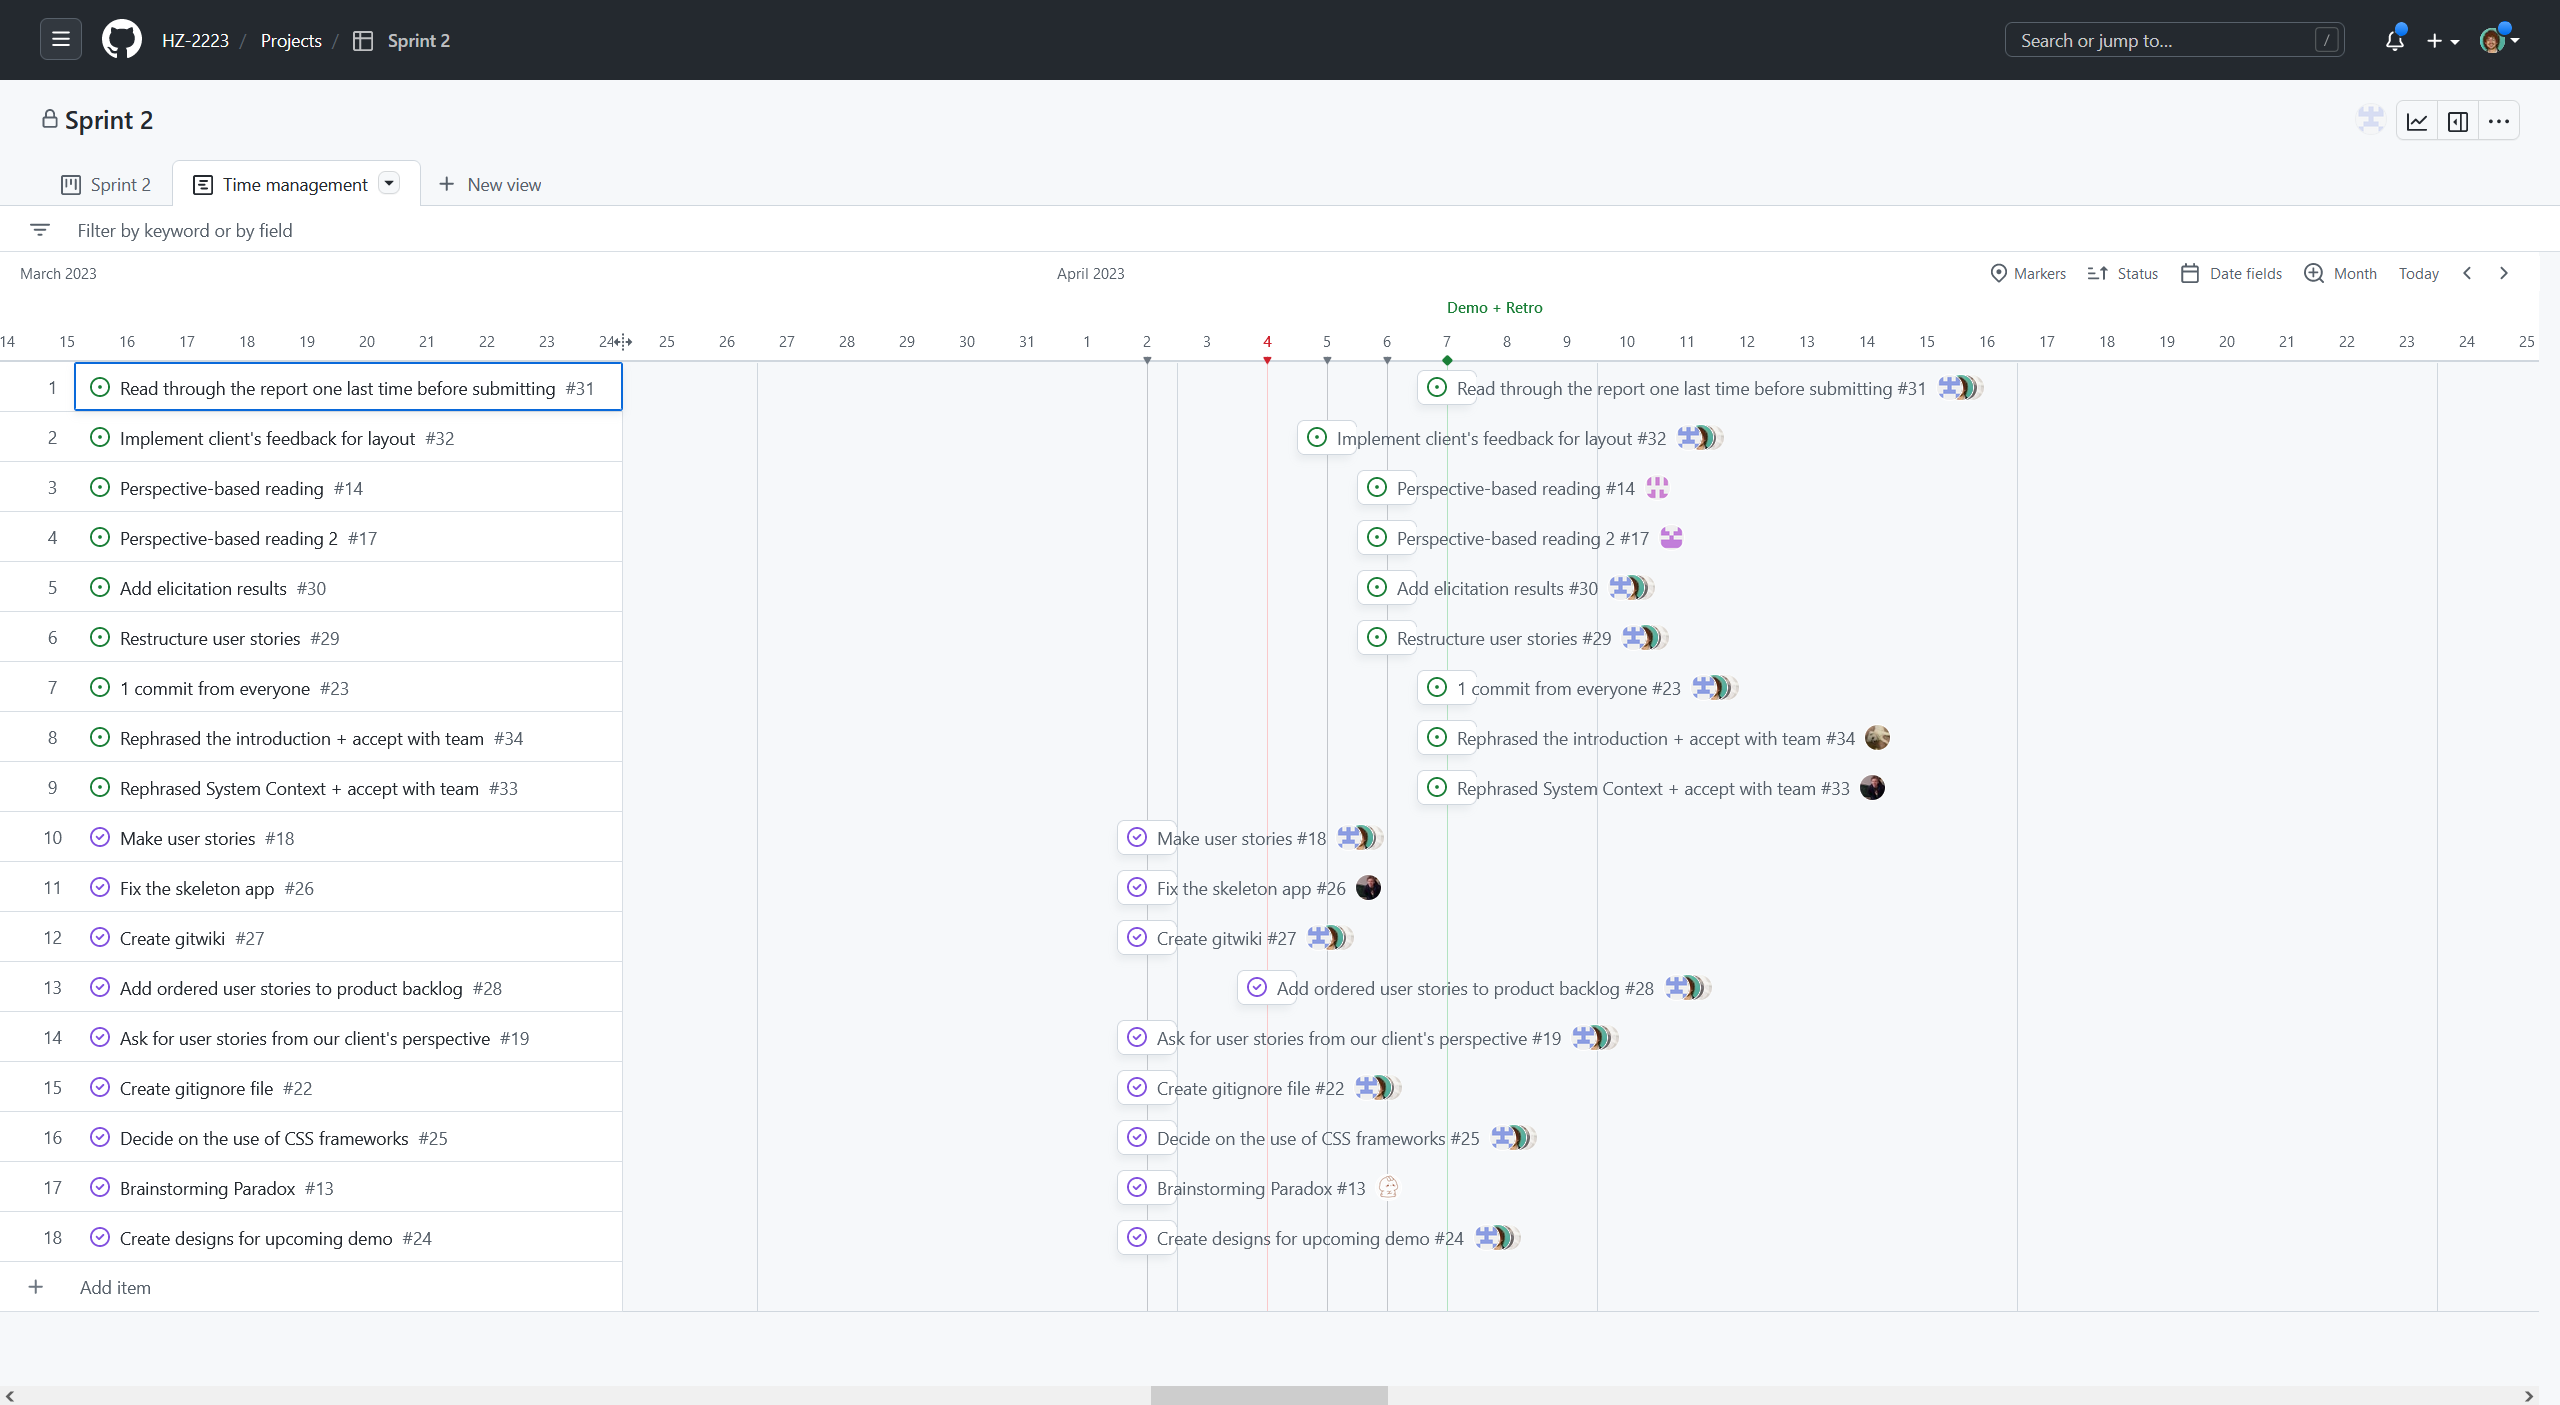 HZ-2223 / Projects / Sprint 2
Search or jump to... /
Sprint 2
Sprint 2 Time management New view
Filter by keyword or by field
March 2023 April 2023 Markers Status Date fields Month Today
Demo + Retro
14 15 16 17 18 19 20 21 22 23 24 25 26 27 28 29 30 31 1 2 3 4 5 6 7 8 9 10 11 12 13 14 15 16 17 18 19 20 21 22 23 24 25
1 Read through the report one last time before submitting #31 Read through the report one last time before submitting #31
2 Implement client's feedback for layout #32 Implement client's feedback for layout #32
3 Perspective-based reading #14 Perspective-based reading #14
4 Perspective-based reading 2 #17 Perspective-based reading 2 #17
5 Add elicitation results #30 Add elicitation results #30
6 Restructure user stories #29 Restructure user stories #29
7 1 commit from everyone #23 1 commit from everyone #23
8 Rephrased the introduction + accept with team #34 Rephrased the introduction + accept with team #34
9 Rephrased System Context + accept with team #33 Rephrased System Context + accept with team #33
10 Make user stories #18 Make user stories #18
11 Fix the skeleton app #26 Fix the skeleton app #26
12 Create gitwiki #27 Create gitwiki #27
13 Add ordered user stories to product backlog #28 Add ordered user stories to product backlog #28
14 Ask for user stories from our client's perspective #19 Ask for user stories from our client's perspective #19
15 Create gitignore file #22 Create gitignore file #22
16 Decide on the use of CSS frameworks #25 Decide on the use of CSS frameworks #25
17 Brainstorming Paradox #13 Brainstorming Paradox #13
18 Create designs for upcoming demo #24 Create designs for upcoming demo #24
Add item